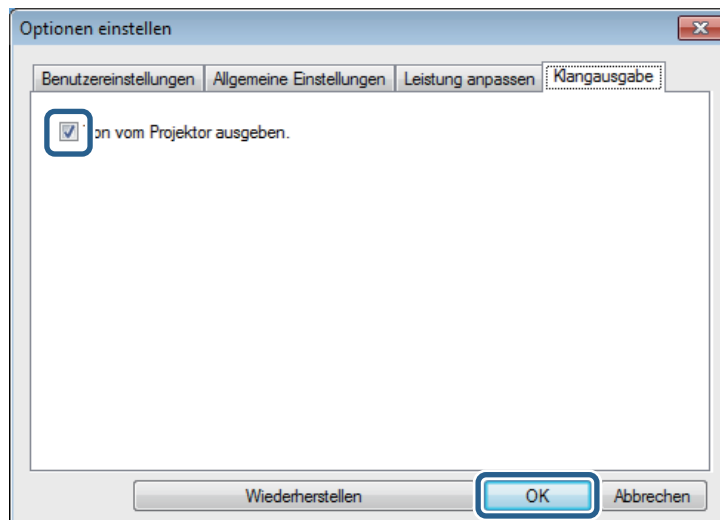 Optionen einstellen
Benutzereinstellungen Allgemeine Einstellungen Leistung anpassen Klangausgabe
on vom Projektor ausgeben.
Wiederherstellen OK Abbrechen